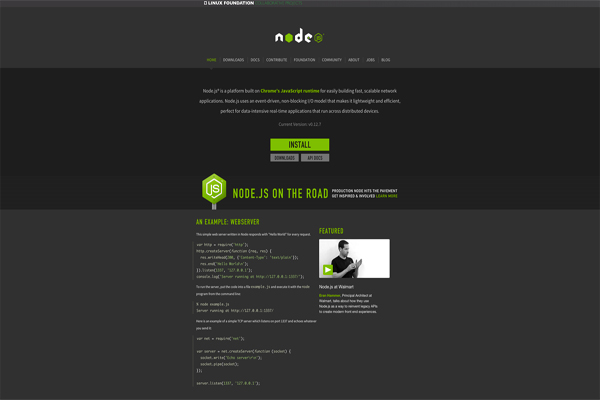 LINUX FOUNDATION COLLABORATIVE PROJECTS
node JS
HOME DOWNLOADS DOCS CONTRIBUTE FOUNDATION COMMUNITY ABOUT JOBS BLOG
Node.js® is a platform built on Chrome's JavaScript runtime for easily building fast, scalable network
applications. Node.js uses an event-driven, non-blocking I/O model that makes it lightweight and efficient,
perfect for data-intensive real-time applications that run across distributed devices.
Current Version: v0.12.7
INSTALL
DOWNLOADS API DOCS
JS NODE.JS ON THE ROAD
PRODUCTION NODE HITS THE PAVEMENT
GET INSPIRED & INVOLVED LEARN MORE
AN EXAMPLE: WEBSERVER
This simple web server written in Node responds with "Hello World" for every request.
var http = require('http');
http.createServer(function (req, res) {
res.writeHead(200, {'Content-Type': 'text/plain'});
res.end('Hello World\n');
}).listen(1337, '127.0.0.1');
console.log('Server running at http://127.0.0.1:1337/');
To run the server, put the code into a file example.js and execute it with the node
program from the command line:
% node example.js
Server running at http://127.0.0.1:1337/
Here is an example of a simple TCP server which listens on port 1337 and echoes whatever
you send it:
var net = require('net');
var server = net.createServer(function (socket) {
socket.write('Echo server\r\n');
socket.pipe(socket);
});
server.listen(1337, '127.0.0.1');
FEATURED
Node.js at Walmart
Eran Hammer, Principal Architect at
Walmart, talks about how they use
Node.js as a way to reinvent legacy APIs
to create modern front end experiences.